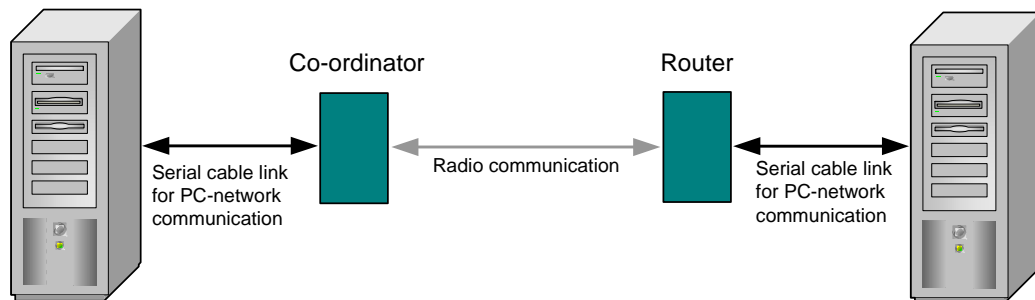 Co-ordinator
Router
Serial cable link
for PC-network
communication
Radio communication
Serial cable link
for PC-network
communication